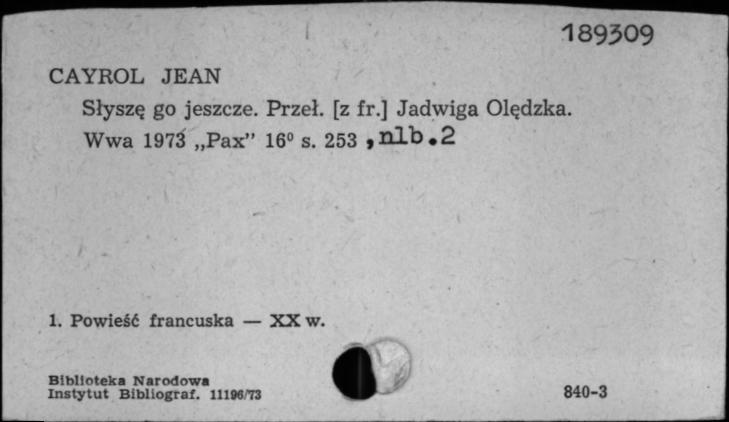 189309
CAYROL JEAN
Słyszę go jeszcze. Przeł. [z fr.] Jadwiga Olędzka.
Wwa 1973 „Pax” 16⁰ s. 253 , nlb.2
1. Powieść francuska — XX w.
Biblioteka Narodowa
Instytut Bibliograf. 11196/73
840-3